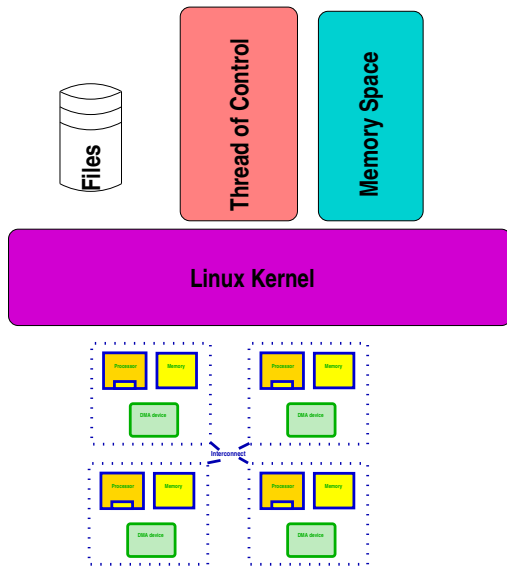 Files
Thread of Control
Memory Space
Linux Kernel
Processor
Memory
DMA device
Processor
Memory
DMA device
Interconnect
Processor
Memory
DMA device
Processor
Memory
DMA device